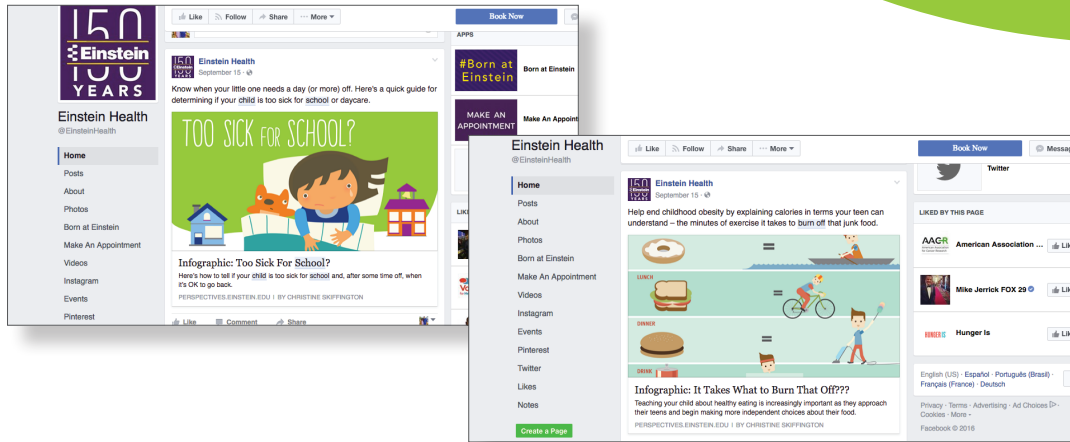 150
Einstein
100
YEARS
Einstein Health
@EinsteinHealth
Home
Posts
About
Photos
Born at Einstein
Make An Appointment
Videos
Instagram
Events
Pinterest
Like Follow Share More
Book Now
Einstein Health
September 15
Know when your little one needs a day (or more) off. Here's a quick guide for
determining if your child is too sick for school or daycare.
TOO SICK FOR SCHOOL?
Infographic: Too Sick For School?
Here's how to tell if your child is too sick for school and, after some time off, when
it's OK to go back.
PERSPECTIVES.EINSTEIN.EDU | BY CHRISTINE SKIFFINGTON
Like Comment Share
APPS
#Born at
Einstein
Born at Einstein
MAKE AN
APPOINTMENT
Make An Appoint
Einstein Health
@EinsteinHealth
Home
Posts
About
Photos
Born at Einstein
Make An Appointment
Videos
Instagram
Events
Pinterest
Twitter
Likes
Notes
Create a Page
Like Follow Share More
Book Now
Messag
Einstein Health
September 15
Help end childhood obesity by explaining calories in terms your teen can
understand – the minutes of exercise it takes to burn off that junk food.
=
LUNCH
=
DINNER
=
DRINK
Infographic: It Takes What to Burn That Off???
Teaching your child about healthy eating is increasingly important as they approach
their teens and begin making more independent choices about their food.
PERSPECTIVES.EINSTEIN.EDU | BY CHRISTINE SKIFFINGTON
Twitter
LIKED BY THIS PAGE
AACR
American Association ...
Lik
Mike Jerrick FOX 29
Lik
HUNGER IS
Hunger Is
Lik
English (US) · Español · Português (Brasil) ·
Français (France) · Deutsch
Privacy · Terms · Advertising · Ad Choices ·
Cookies · More
Facebook © 2016